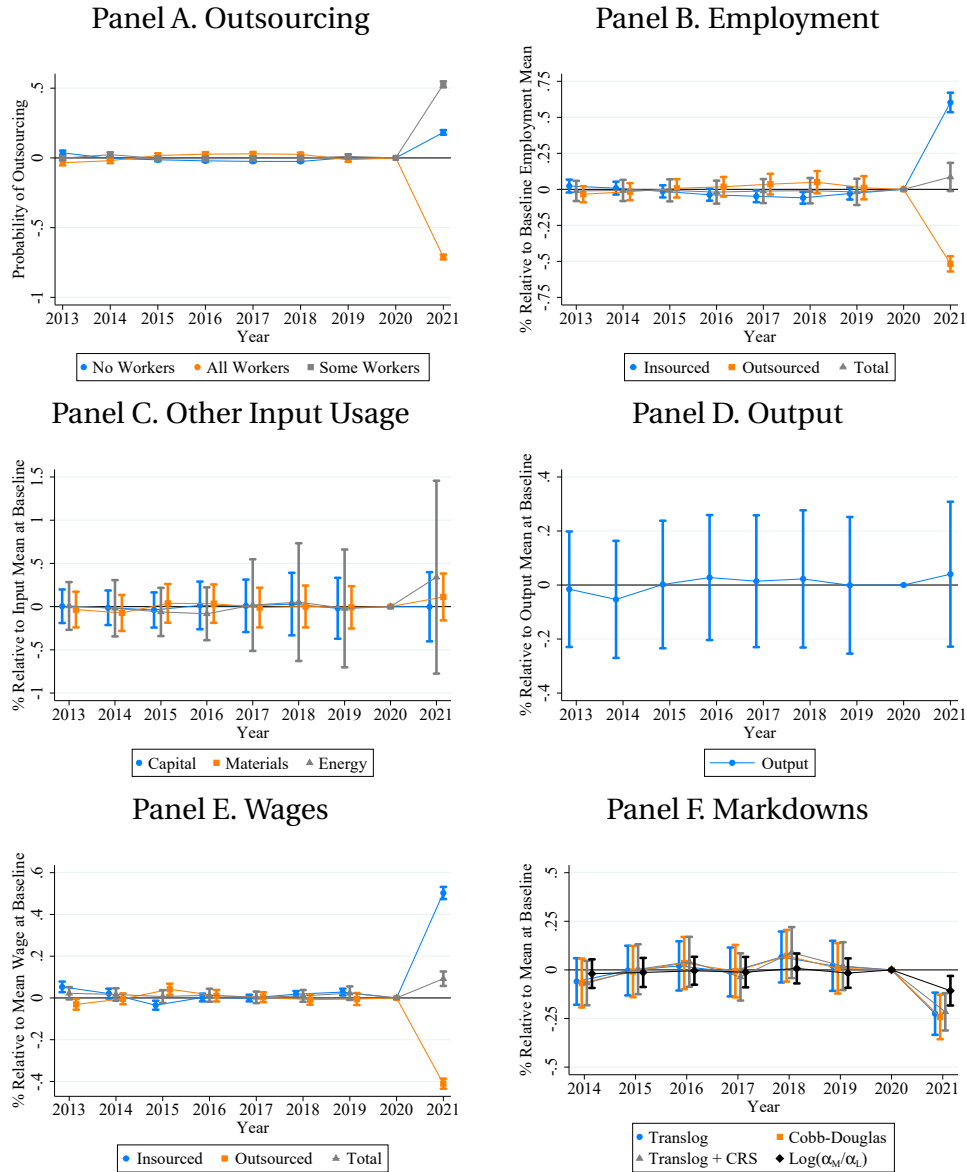 Panel A. Outsourcing
Probability of Outsourcing
.5
0
-.5
-1
2013 2014 2015 2016 2017 2018 2019 2020 2021
Year
No Workers All Workers Some Workers
Panel B. Employment
% Relative to Baseline Employment Mean
.75
.5
.25
0
-.25
-.5
-.75
2013 2014 2015 2016 2017 2018 2019 2020 2021
Year
Insourced Outsourced Total
Panel C. Other Input Usage
% Relative to Input Mean at Baseline
1.5
1
.5
0
-.5
-1
2013 2014 2015 2016 2017 2018 2019 2020 2021
Year
Capital Materials Energy
Panel D. Output
% Relative to Output Mean at Baseline
.4
.2
0
-.2
-.4
2013 2014 2015 2016 2017 2018 2019 2020 2021
Year
Output
Panel E. Wages
% Relative to Mean Wage at Baseline
.6
.4
.2
0
-.2
-.4
2013 2014 2015 2016 2017 2018 2019 2020 2021
Year
Insourced Outsourced Total
Panel F. Markdowns
% Relative to Mean at Baseline
.5
.25
0
-.25
-.5
2014 2015 2016 2017 2018 2019 2020 2021
Year
Translog Cobb-Douglas
Translog + CRS Log(α_M/α_L)